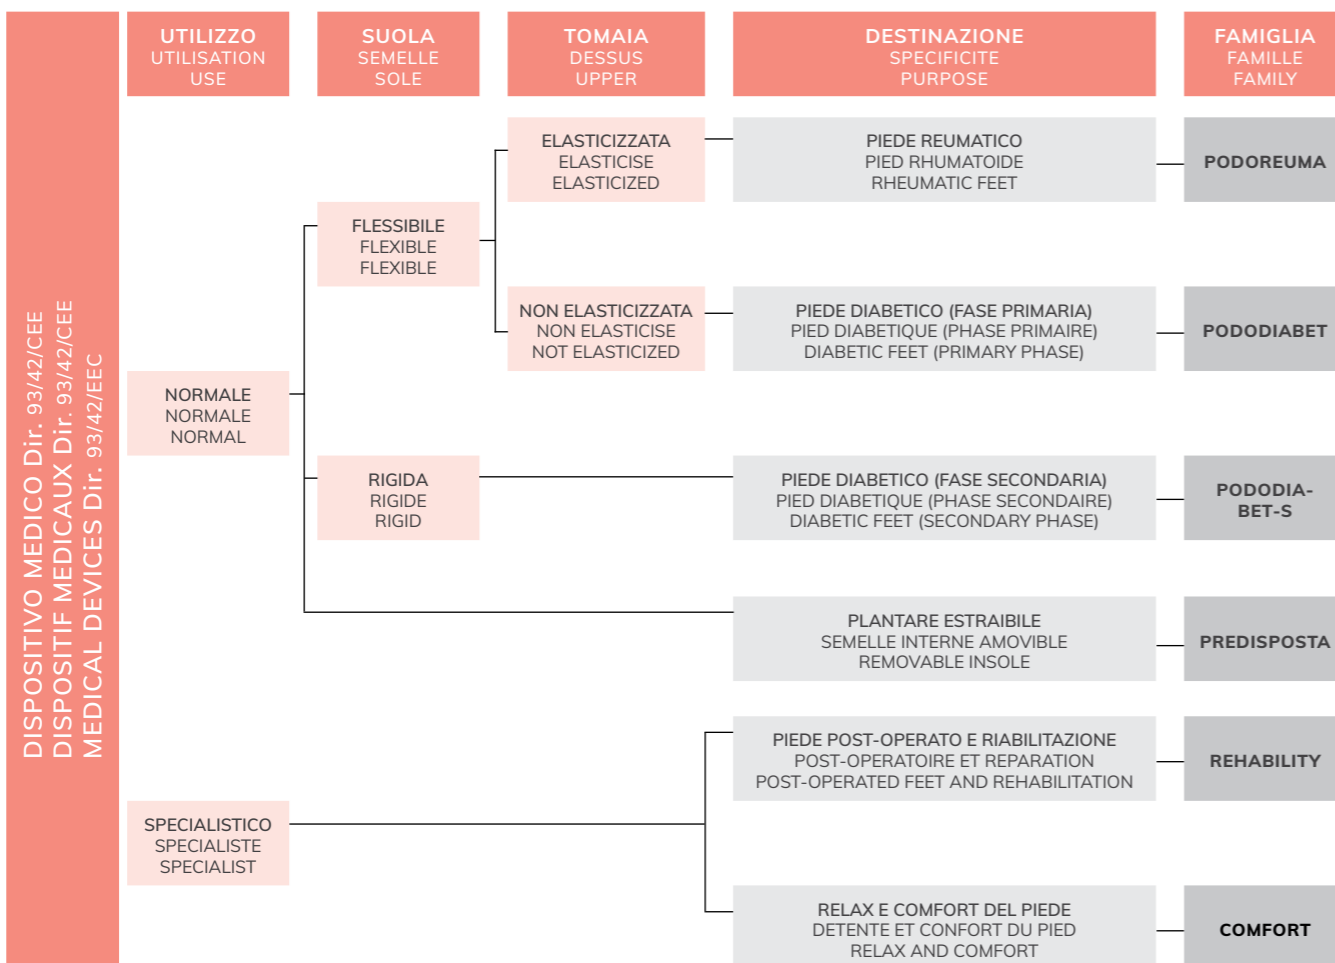 DISPOSITIVO MEDICO Dir. 93/42/CEE
DISPOSITIF MEDICAUX Dir. 93/42/CEE
MEDICAL DEVICES Dir. 93/42/EEC
UTILIZZO
UTILISATION
USE
SUOLA
SEMELLE
SOLE
TOMAIA
DESSUS
UPPER
DESTINAZIONE
SPECIFICITE
PURPOSE
FAMIGLIA
FAMILLE
FAMILY
ELASTICIZZATA
ELASTICISE
ELASTICIZED
PIEDE REUMATICO
PIED RHUMATOIDE
RHEUMATIC FEET
PODOREUMA
FLESSIBILE
FLEXIBLE
FLEXIBLE
NON ELASTICIZZATA
NON ELASTICISE
NOT ELASTICIZED
PIEDE DIABETICO (FASE PRIMARIA)
PIED DIABETIQUE (PHASE PRIMAIRE)
DIABETIC FEET (PRIMARY PHASE)
PODODIABET
NORMALE
NORMALE
NORMAL
RIGIDA
RIGIDE
RIGID
PIEDE DIABETICO (FASE SECONDARIA)
PIED DIABETIQUE (PHASE SECONDAIRE)
DIABETIC FEET (SECONDARY PHASE)
PODODIA-
BET-S
PLANTARE ESTRAIBILE
SEMELLE INTERNE AMOVIBLE
REMOVABLE INSOLE
PREDISPOSTA
PIEDE POST-OPERATO E RIABILITAZIONE
POST-OPERATOIRE ET REPARATION
POST-OPERATED FEET AND REHABILITATION
REHABILITY
SPECIALISTICO
SPECIALISTE
SPECIALIST
RELAX E COMFORT DEL PIEDE
DETENTE ET CONFORT DU PIED
RELAX AND COMFORT
COMFORT